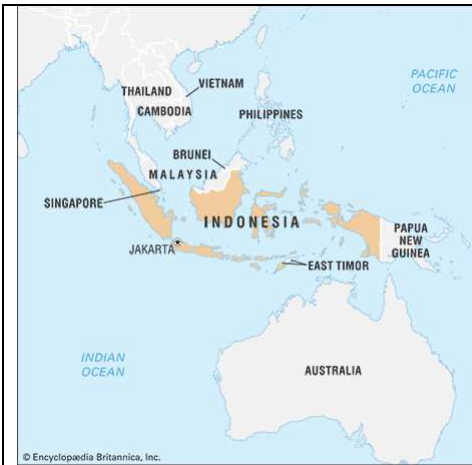 PACIFIC
OCEAN
VIETNAM
THAILAND
CAMBODIA
PHILIPPINES
BRUNEI
MALAYSIA
SINGAPORE
INDONESIA
JAKARTA
PAPUA
NEW
GUINEA
EAST TIMOR
INDIAN
OCEAN
AUSTRALIA
© Encyclopædia Britannica, Inc.